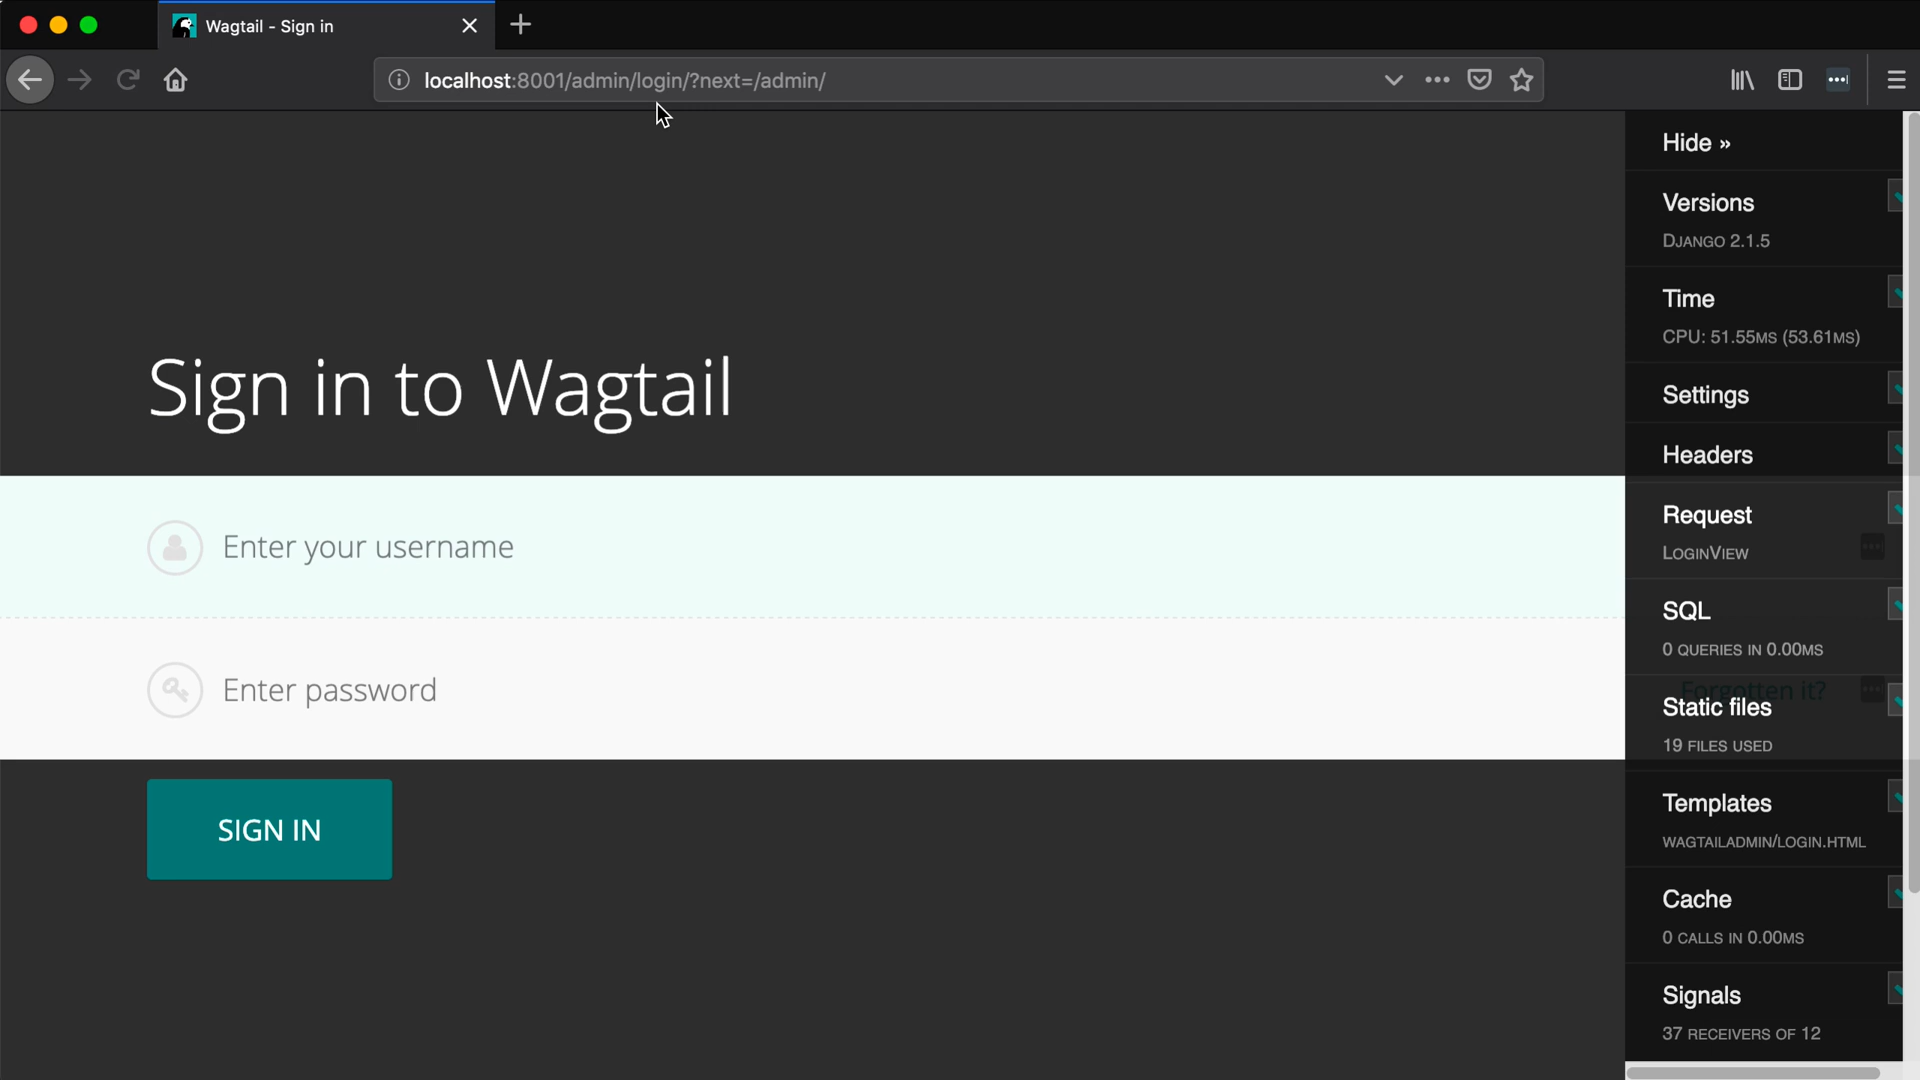 Wagtail - Sign in
localhost:8001/admin/login/?next=/admin/
Sign in to Wagtail
Enter your username
Enter password
SIGN IN
Hide »
Versions
DJANGO 2.1.5
Time
CPU: 51.55MS (53.61MS)
Settings
Headers
Request
LOGINVIEW
SQL
0 QUERIES IN 0.00MS
Forgotten it?
Static files
19 FILES USED
Templates
WAGTAILADMIN/LOGIN.HTML
Cache
0 CALLS IN 0.00MS
Signals
37 RECEIVERS OF 12